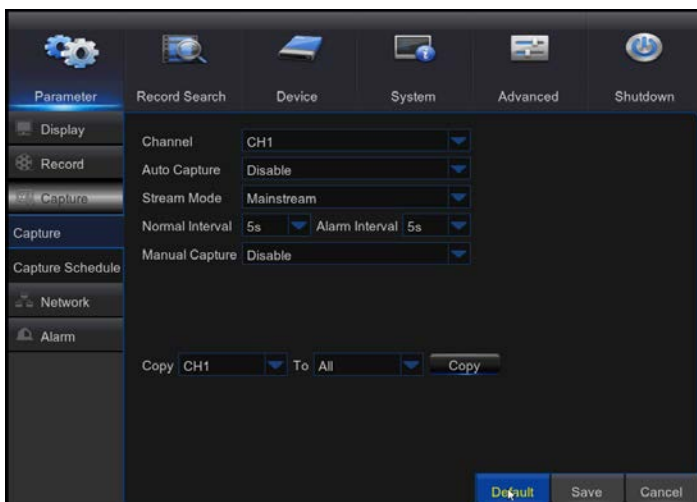 Parameter Record Search Device System Advanced Shutdown
Display
Record
Capture
Capture
Capture Schedule
Network
Alarm
Channel CH1
Auto Capture Disable
Stream Mode Mainstream
Normal Interval 5s Alarm Interval 5s
Manual Capture Disable
Copy CH1 To All Copy
Default Save Cancel